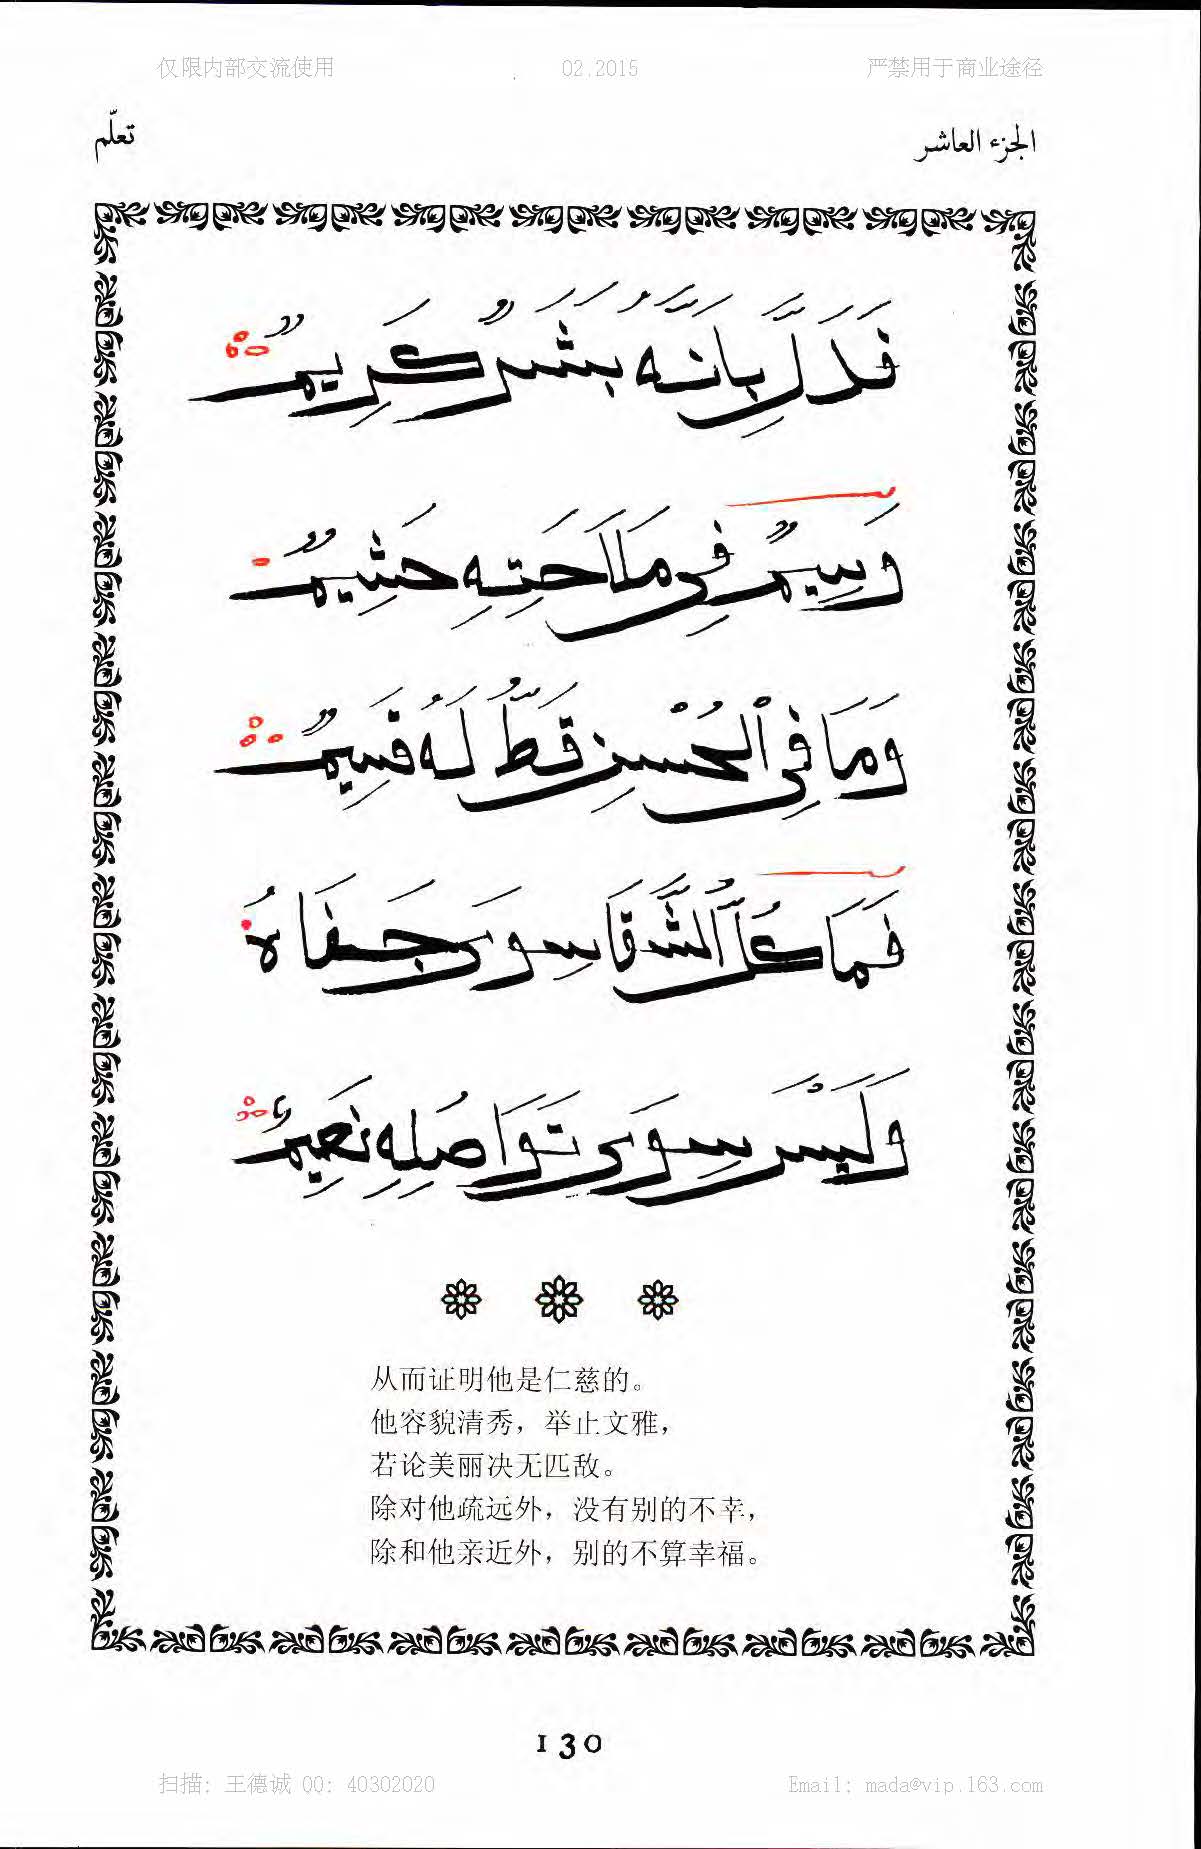 仅限内部交流使用 02.2015 严禁用于商业途径
الجزء العاشر تعلّم
فَدَلَّ بِأَنَّهُ بَشَرٌ كَرِيمٌ
وَسِيمٌ فِي مَلَاحَتِهِ حَشِيمٌ
وَمَا فِي الْحُسْنِ قَطُّ لَهُ قَسِيمٌ
فَمَا عُلَّ الشَّقَا سِوَى جَفَاهُ
وَلَيْسَ سِوَى تَوَاصُلِهِ نَعِيمٌ
从而证明他是仁慈的。
他容貌清秀，举止文雅，
若论美丽决无匹敌。
除对他疏远外，没有别的不幸，
除和他亲近外，别的不算幸福。
130
扫描: 王德诚 QQ: 40302020 Email: mada@vip.163.com